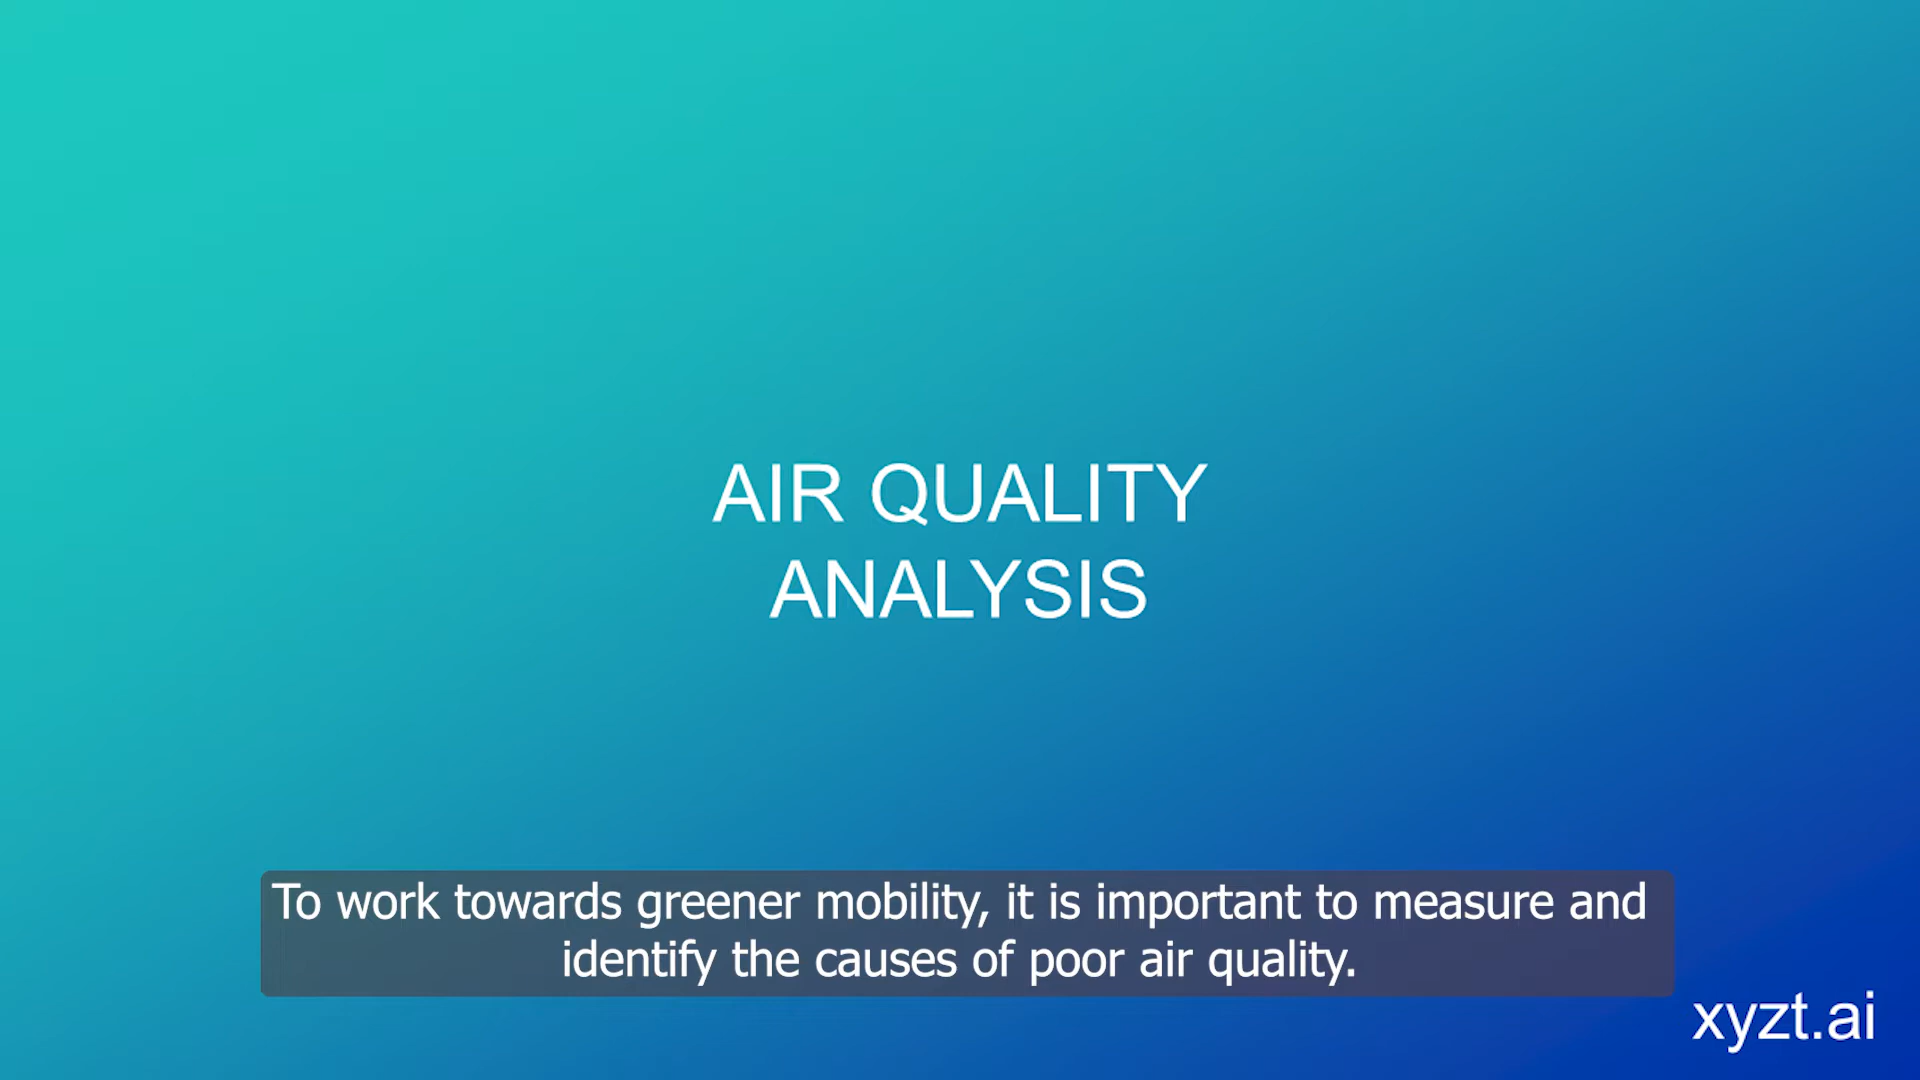 AIR QUALITY
ANALYSIS
To work towards greener mobility, it is important to measure and
identify the causes of poor air quality.
xyzt.ai